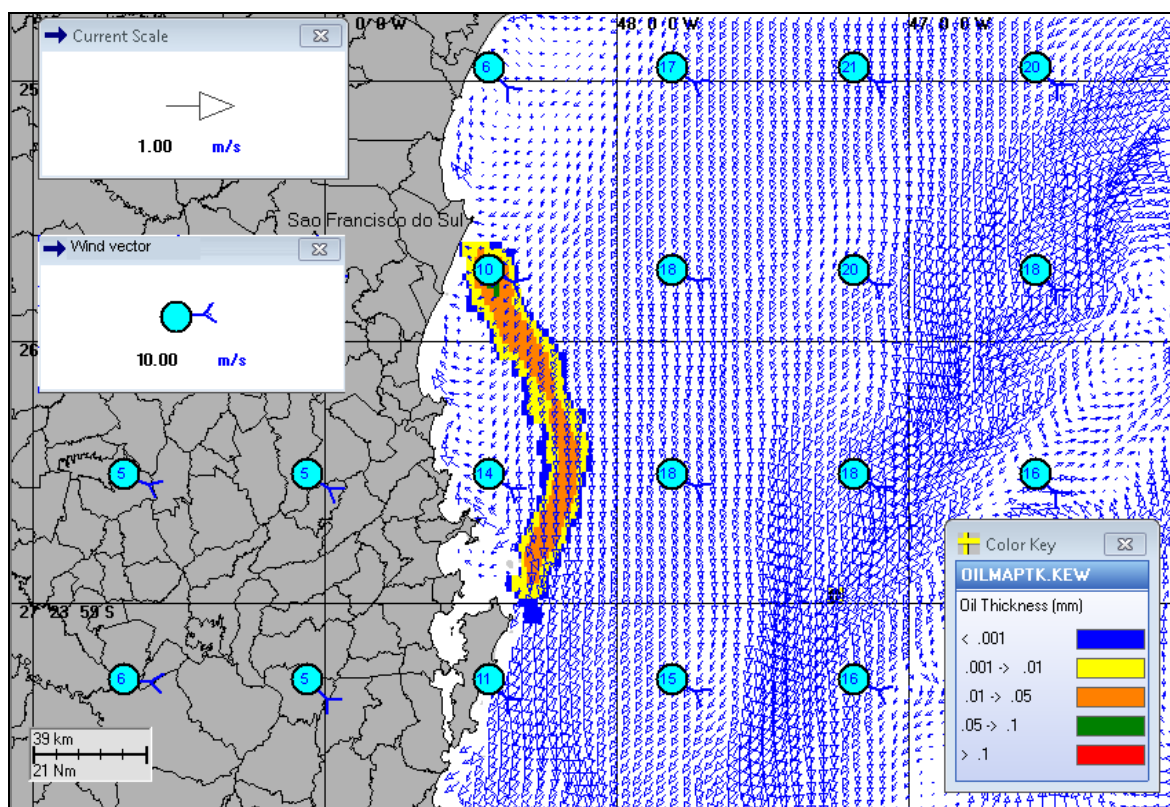 Current Scale
1.00 m/s
0 W
48 0 0 W
47 0 0 W
6
17
21
20
25
Sao Francisco do Sul
Wind vector
10.00 m/s
10
18
20
18
26
5
5
14
18
18
16
27 23 59 S
6
5
11
15
16
39 km
21 Nm
Color Key
OILMAPTK.KEW
Oil Thickness (mm)
< .001
.001 -> .01
.01 -> .05
.05 -> .1
> .1